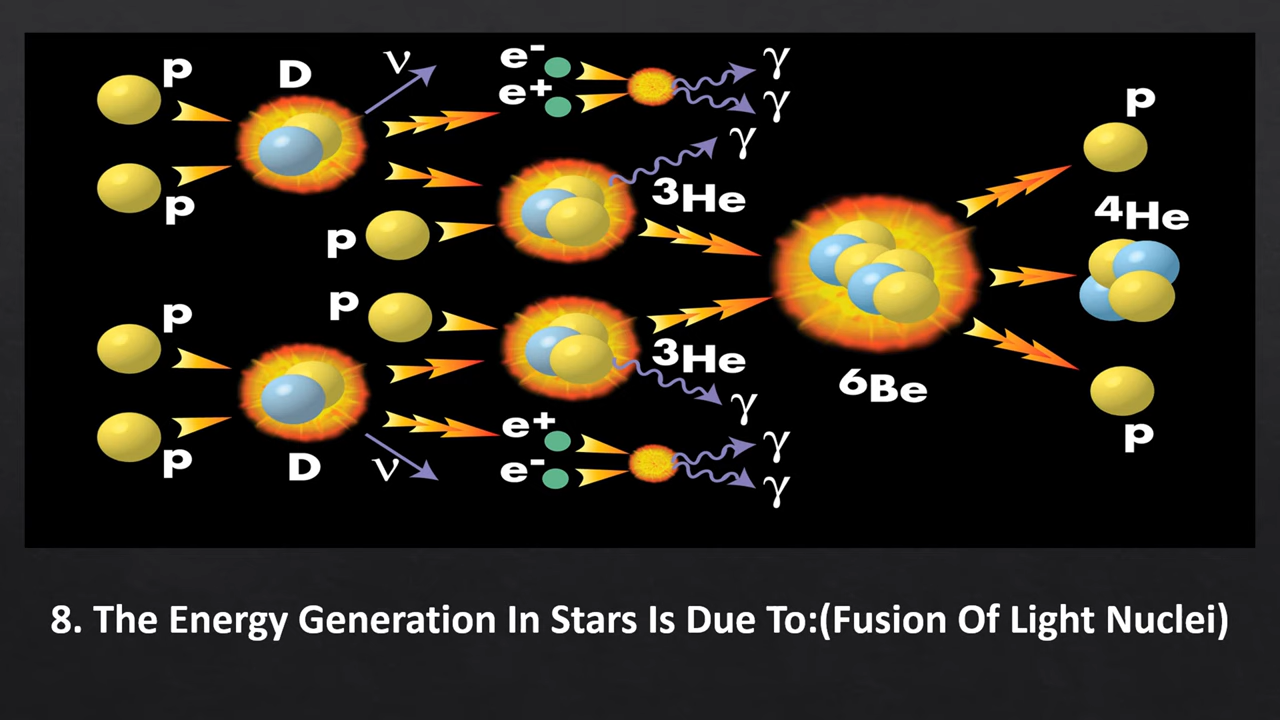 p
D
ν
e⁻
e⁺
γ
γ
γ
p
³He
p
p
p
⁴He
p
p
³He
⁶Be
γ
e⁺
e⁻
γ
γ
p
D
ν
p
8. The Energy Generation In Stars Is Due To:(Fusion Of Light Nuclei)